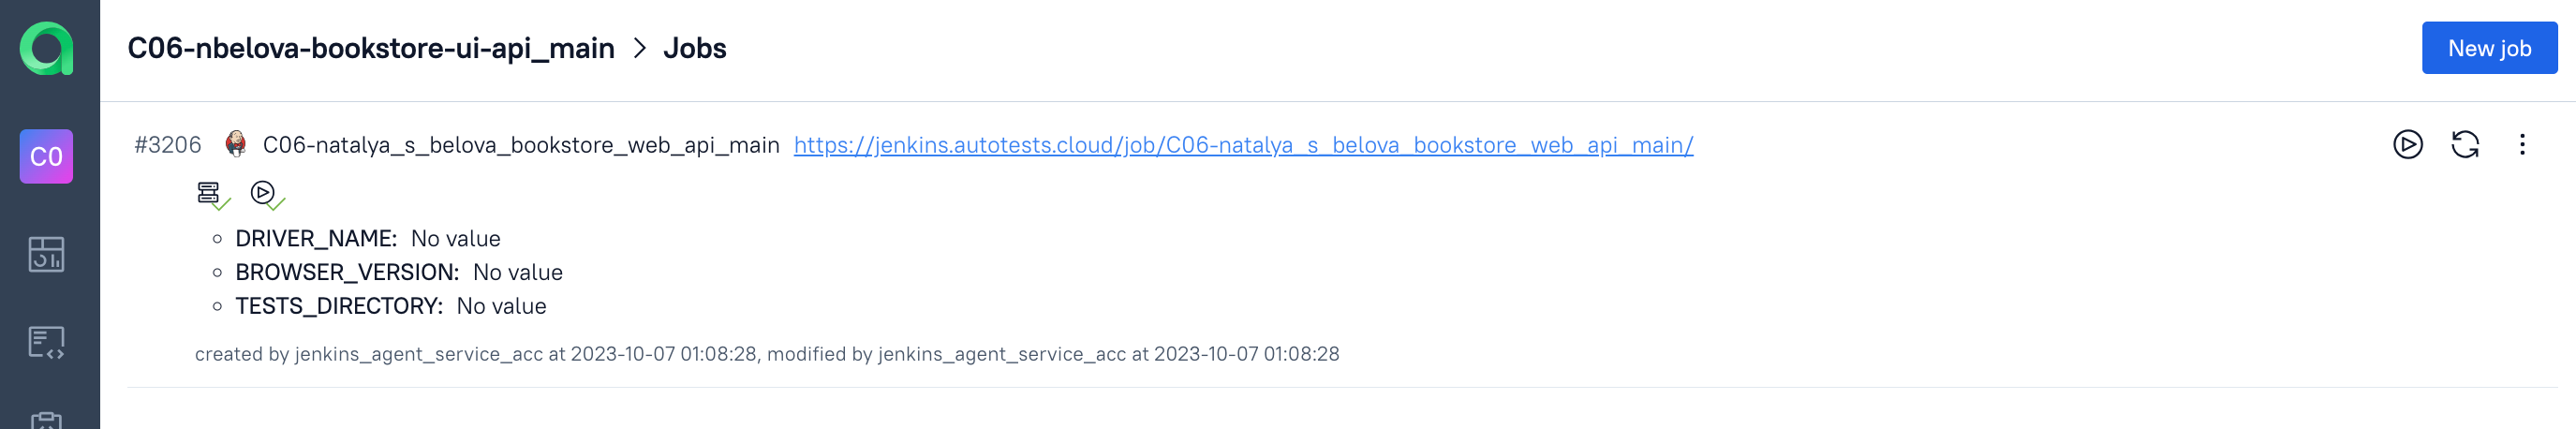 C06-nbelova-bookstore-ui-api_main > Jobs
New job
C0
#3206 C06-natalya_s_belova_bookstore_web_api_main https://jenkins.autotests.cloud/job/C06-natalya_s_belova_bookstore_web_api_main/
DRIVER_NAME: No value
BROWSER_VERSION: No value
TESTS_DIRECTORY: No value
created by jenkins_agent_service_acc at 2023-10-07 01:08:28, modified by jenkins_agent_service_acc at 2023-10-07 01:08:28